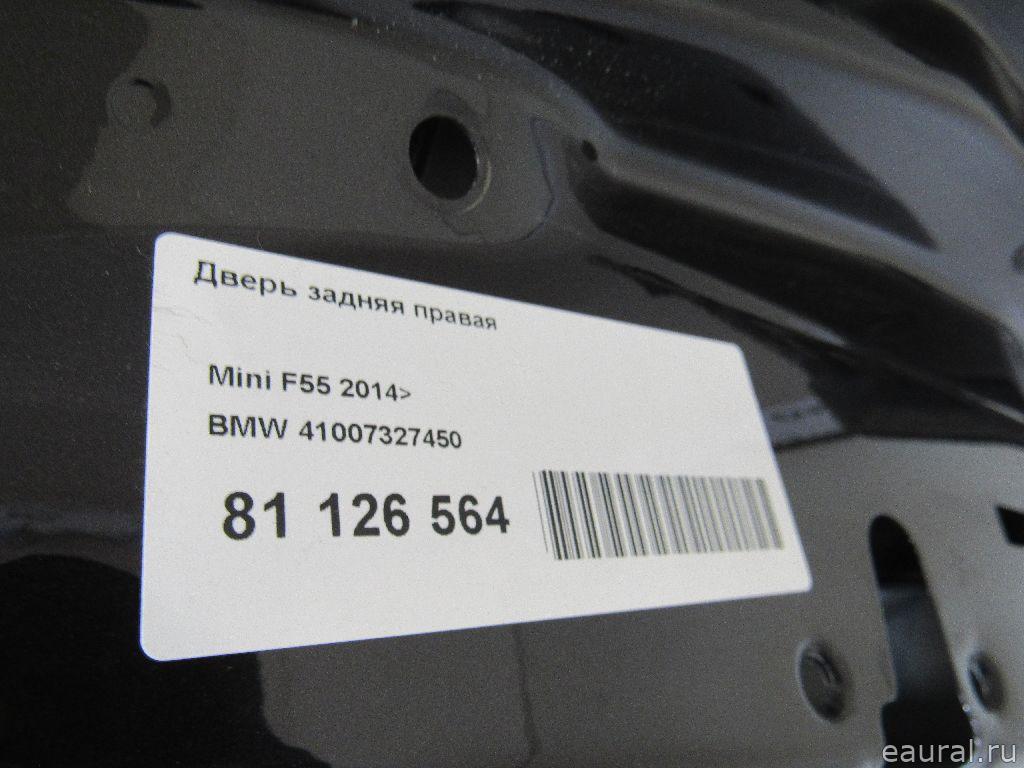 Дверь задняя правая
Mini F55 2014>
BMW 41007327450
81 126 564
eaural.ru